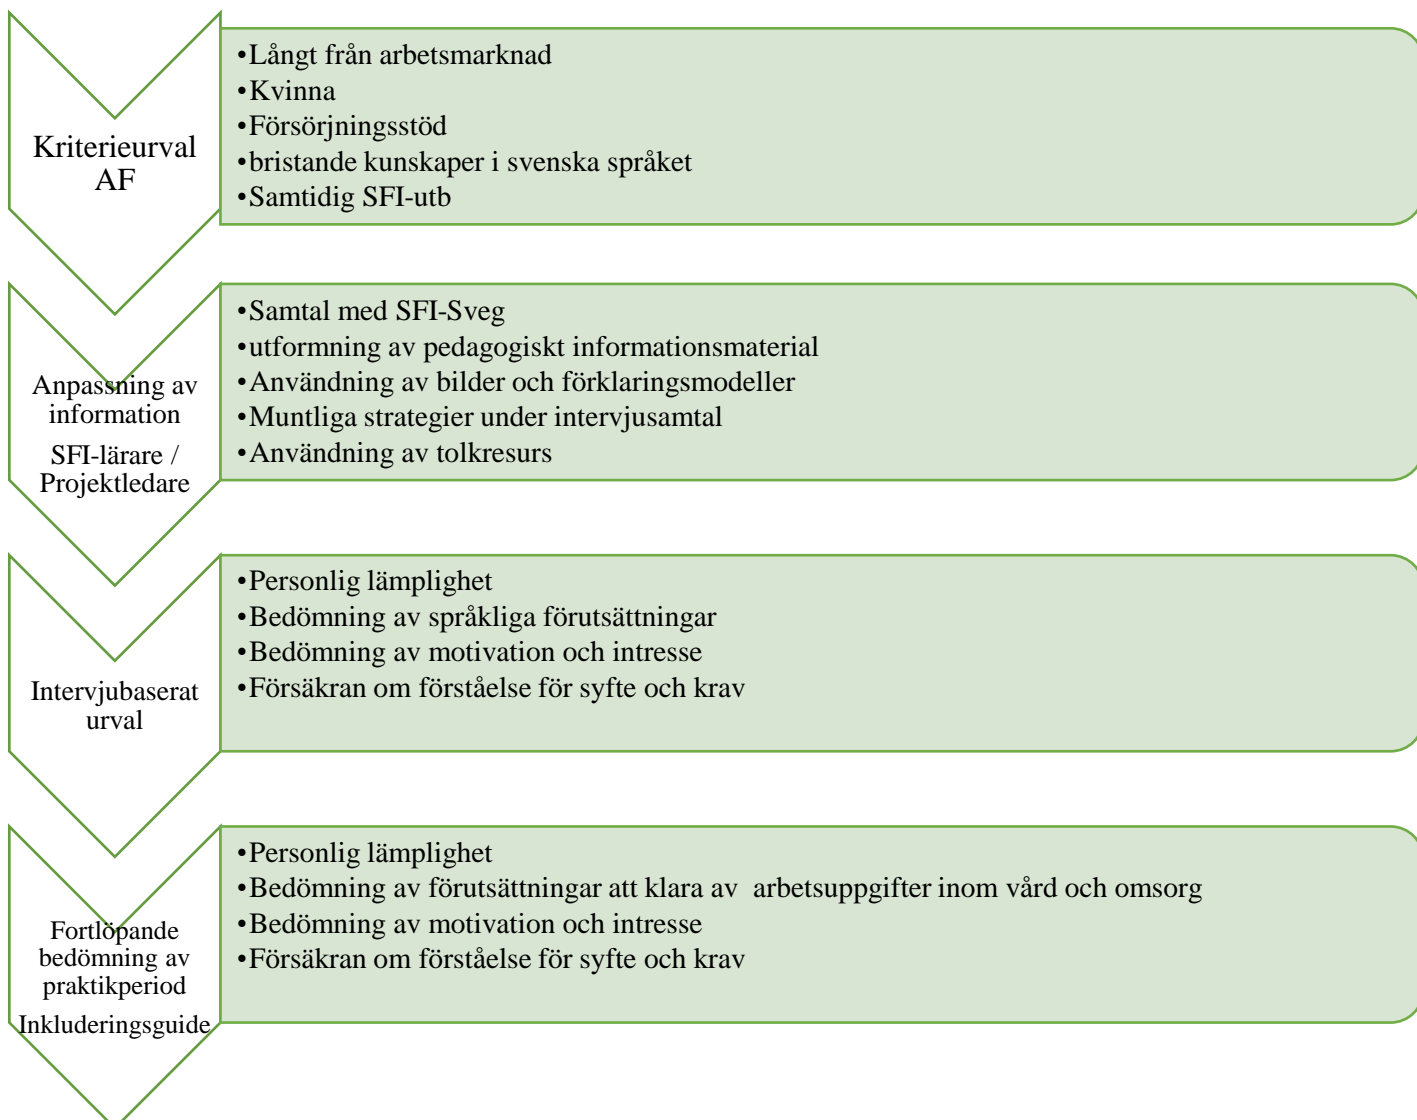 Kriterieurval
AF
•Långt från arbetsmarknad
•Kvinna
•Försörjningsstöd
•bristande kunskaper i svenska språket
•Samtidig SFI-utb
Anpassning av
information
SFI-lärare /
Projektledare
•Samtal med SFI-Sveg
•utformning av pedagogiskt informationsmaterial
•Användning av bilder och förklaringsmodeller
•Muntliga strategier under intervjusamtal
•Användning av tolkresurs
Intervjubaserat
urval
•Personlig lämplighet
•Bedömning av språkliga förutsättningar
•Bedömning av motivation och intresse
•Försäkran om förståelse för syfte och krav
Fortlöpande
bedömning av
praktikperiod
Inkluderingsguide
•Personlig lämplighet
•Bedömning av förutsättningar att klara av  arbetsuppgifter inom vård och omsorg
•Bedömning av motivation och intresse
•Försäkran om förståelse för syfte och krav